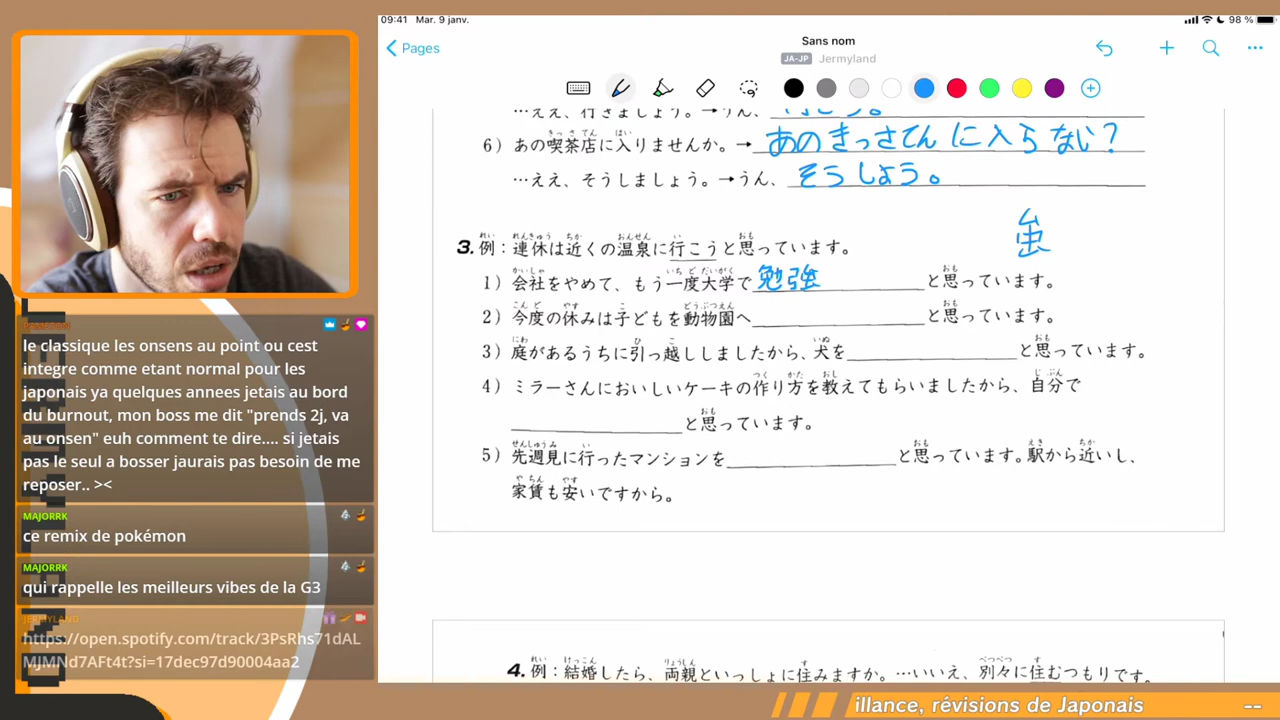 09:41 Mar. 9 janv.
98 %
Pages
Sans nom
JA-JP Jermyland
…ええ、行きましょう。→うん、行こう。
6）あの喫茶店に入りませんか。→あのきっさてんに入らない？
…ええ、そうしましょう。→うん、そうしよう。
3. 例：連休は近くの温泉に行こうと思っています。
1）会社をやめて、もう一度大学で勉強と思っています。
2）今度の休みは子どもを動物園へ と思っています。
3）庭があるうちに引っ越ししましたから、犬を と思っています。
4）ミラーさんにおいしいケーキの作り方を教えてもらいましたから、自分で
と思っています。
5）先週見に行ったマンションを と思っています。駅から近いし、
家賃も安いですから。
4. 例：結婚したら、両親といっしょに住みますか。…いいえ、別々に住むつもりです。
le classique les onsens au point ou cest
integre comme etant normal pour les
japonais ya quelques annees jetais au bord
du burnout, mon boss me dit "prends 2j, va
au onsen" euh comment te dire.... si jetais
pas le seul a bosser jaurais pas besoin de me
reposer.. ><
MAJORRK
ce remix de pokémon
MAJORRK
qui rappelle les meilleurs vibes de la G3
JERMYLAND
https://open.spotify.com/track/3PsRhs71dAL
MJMNd7AFt4t?si=17dec97d90004aa2
illance, révisions de Japonais
--